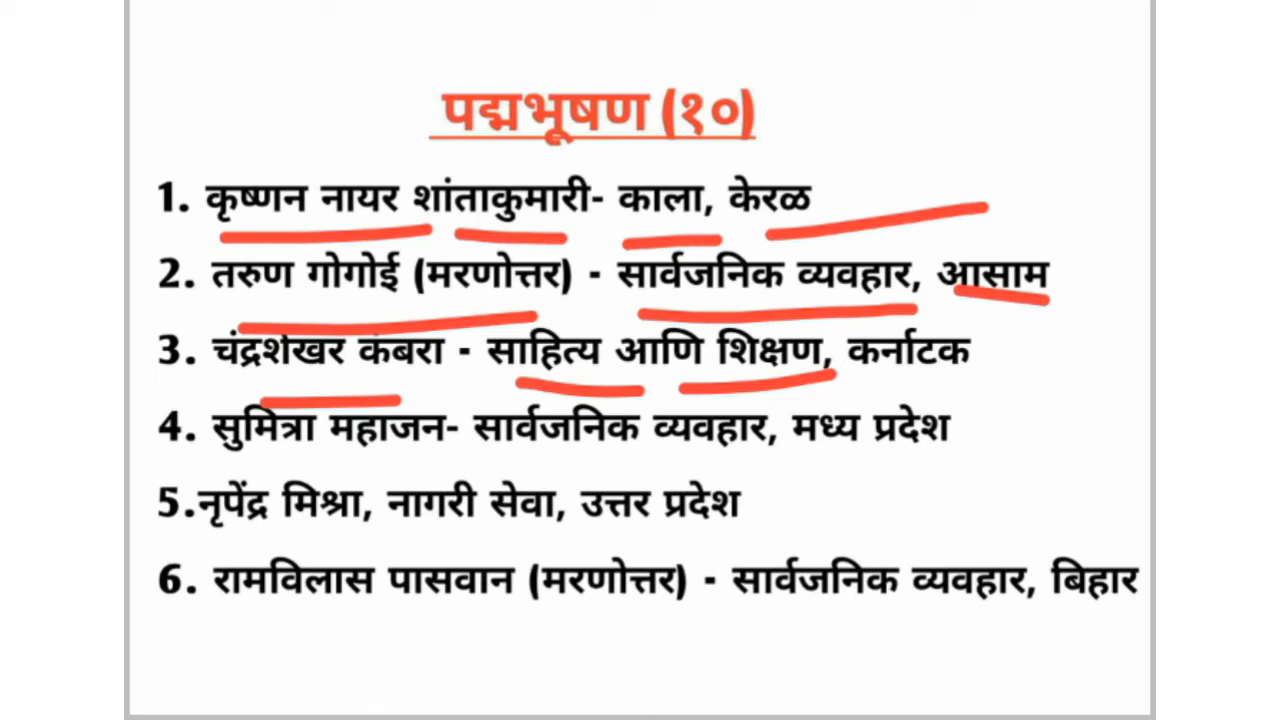 पद्मभूषण (१०)
1. कृष्णन नायर शांताकुमारी- काला, केरळ
2. तरुण गोगोई (मरणोत्तर) - सार्वजनिक व्यवहार, आसाम
3. चंद्रशेखर कंबरा - साहित्य आणि शिक्षण, कर्नाटक
4. सुमित्रा महाजन- सार्वजनिक व्यवहार, मध्य प्रदेश
5.नृपेंद्र मिश्रा, नागरी सेवा, उत्तर प्रदेश
6. रामविलास पासवान (मरणोत्तर) - सार्वजनिक व्यवहार, बिहार